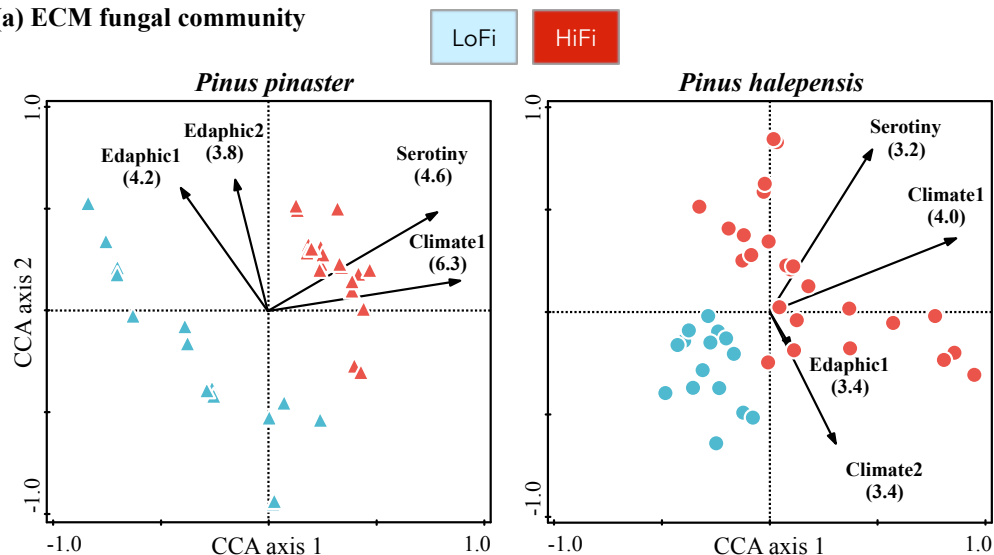 (a) ECM fungal community
LoFi
HiFi
Pinus pinaster
1.0
Edaphic2
(3.8)
Edaphic1
(4.2)
Serotiny
(4.6)
Climate1
(6.3)
CCA axis 2
-1.0
-1.0
CCA axis 1
1.0
Pinus halepensis
1.0
Serotiny
(3.2)
Climate1
(4.0)
Edaphic1
(3.4)
Climate2
(3.4)
-1.0
-1.0
CCA axis 1
1.0